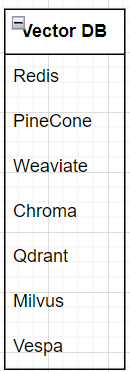 Vector DB
Redis
PineCone
Weaviate
Chroma
Qdrant
Milvus
Vespa